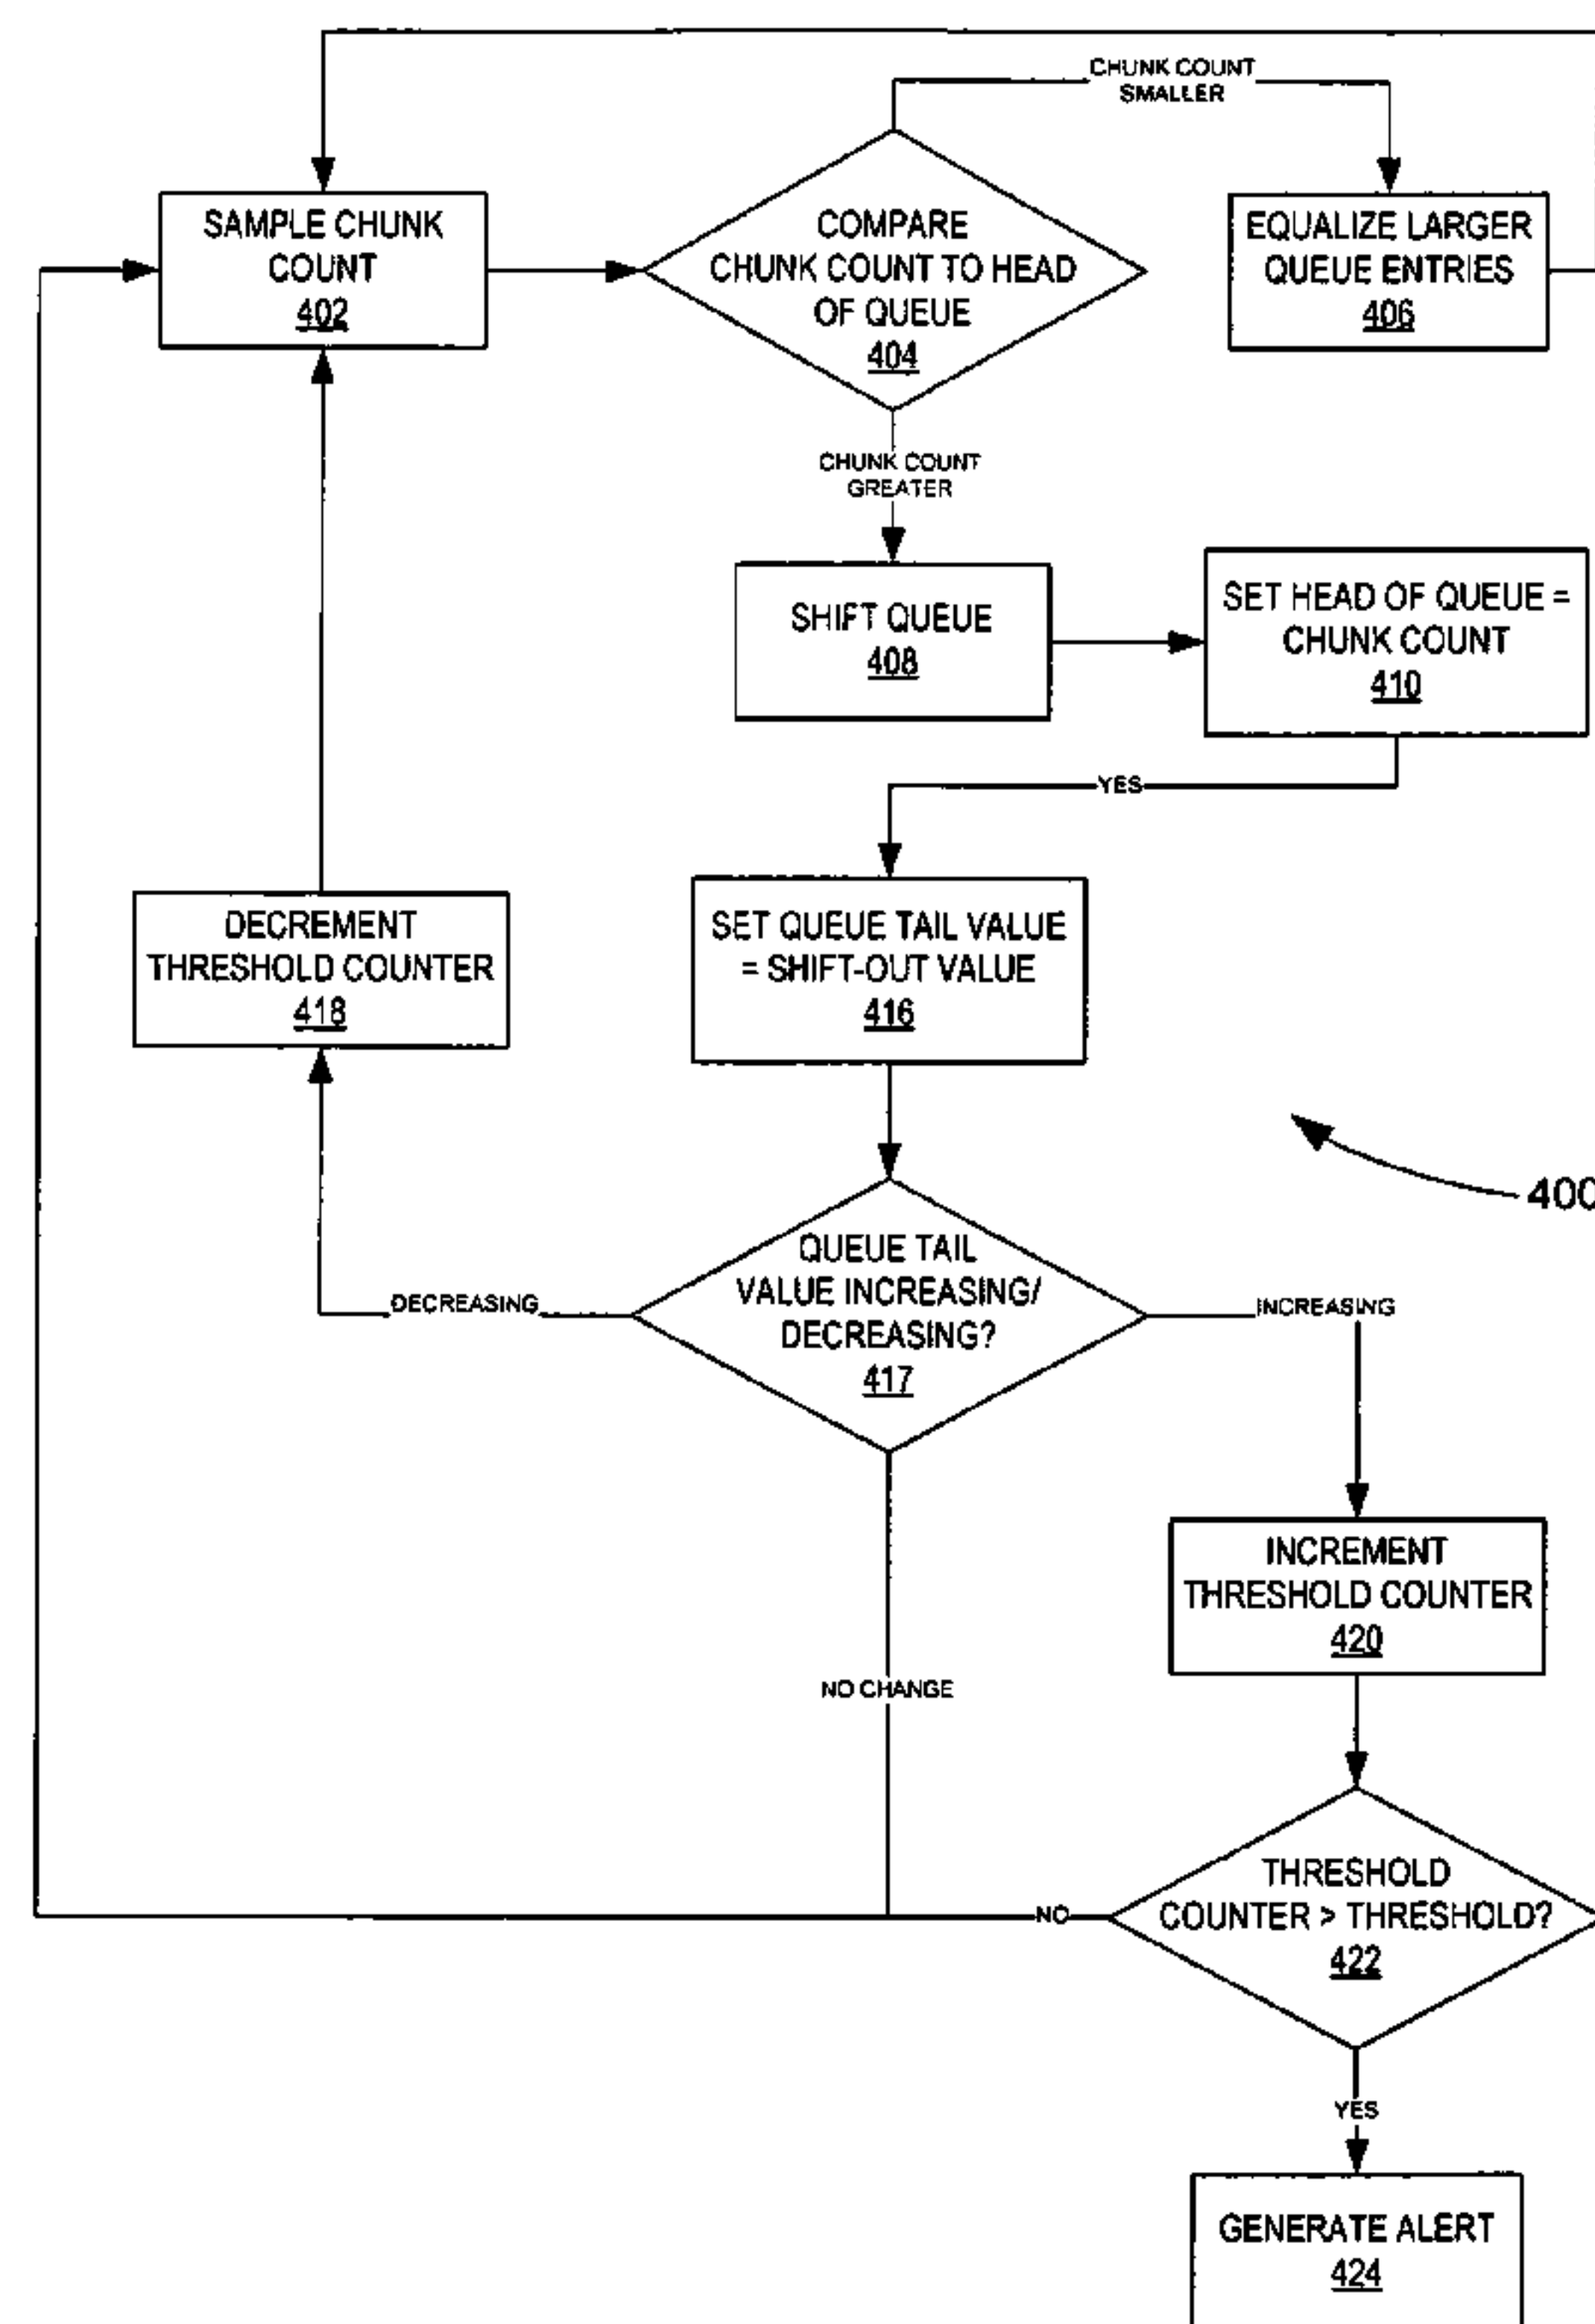 CHUNK COUNT
SMALLER
SAMPLE CHUNK
COUNT
402
COMPARE
CHUNK COUNT TO HEAD
OF QUEUE
404
EQUALIZE LARGER
QUEUE ENTRIES
406
CHUNK COUNT
GREATER
SHIFT QUEUE
408
SET HEAD OF QUEUE =
CHUNK COUNT
410
YES
DECREMENT
THRESHOLD COUNTER
418
SET QUEUE TAIL VALUE
= SHIFT-OUT VALUE
416
400
QUEUE TAIL
VALUE INCREASING/
DECREASING?
417
DECREASING
INCREASING
INCREMENT
THRESHOLD COUNTER
420
NO CHANGE
THRESHOLD
COUNTER > THRESHOLD?
422
NO
YES
GENERATE ALERT
424